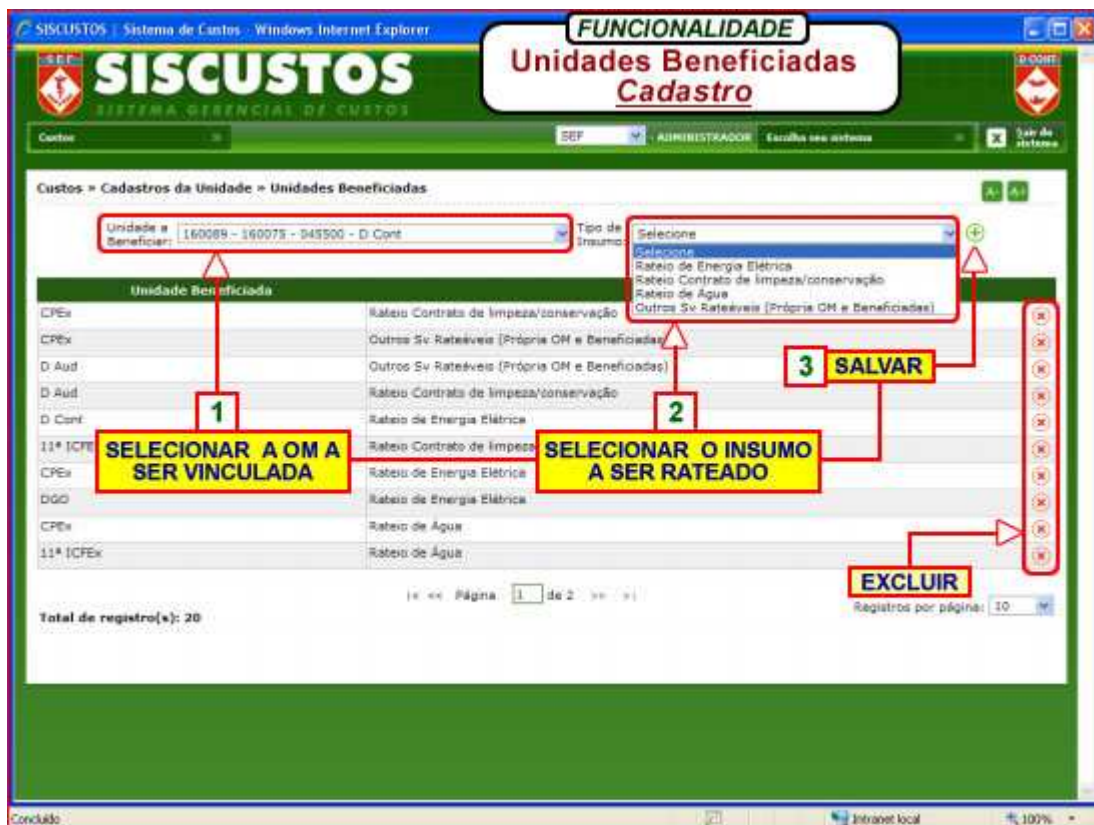 SISCUSTOS | Sistema de Custos - Windows Internet Explorer
FUNCIONALIDADE
Unidades Beneficiadas
Cadastro
SEF
SISCUSTOS
SISTEMA GERENCIAL DE CUSTOS
D CONT
Custos
SEF
ADMINISTRADOR
Escolha seu sistema
Sair do
sistema
Custos » Cadastros da Unidade » Unidades Beneficiadas
A- A+
Unidade a
Beneficiar:
160089 - 160075 - 045500 - D Cont
Tipo de
Insumo:
Selecione
Selecione
Rateio de Energia Elétrica
Rateio Contrato de limpeza/conservação
Rateio de Água
Outros Sv Rateáveis (Própria OM e Beneficiadas)
Unidade Beneficiada
CPEx Rateio Contrato de limpeza/conservação
CPEx Outros Sv Rateáveis (Própria OM e Beneficiadas
D Aud Outros Sv Rateáveis (Própria OM e Beneficiadas)
D Aud Rateio Contrato de limpeza/conservação
D Cont Rateio de Energia Elétrica
11ª ICFE Rateio Contrato de limpeza
CPEx Rateio de Energia Elétrica
DGO Rateio de Energia Elétrica
CPEx Rateio de Água
11ª ICFEx Rateio de Água
1
SELECIONAR A OM A
SER VINCULADA
2
SELECIONAR O INSUMO
A SER RATEADO
3 SALVAR
EXCLUIR
|< << Página 1 de 2 >> >|
Registros por página: 10
Total de registro(s): 20
Concluído
Intranet local
100%